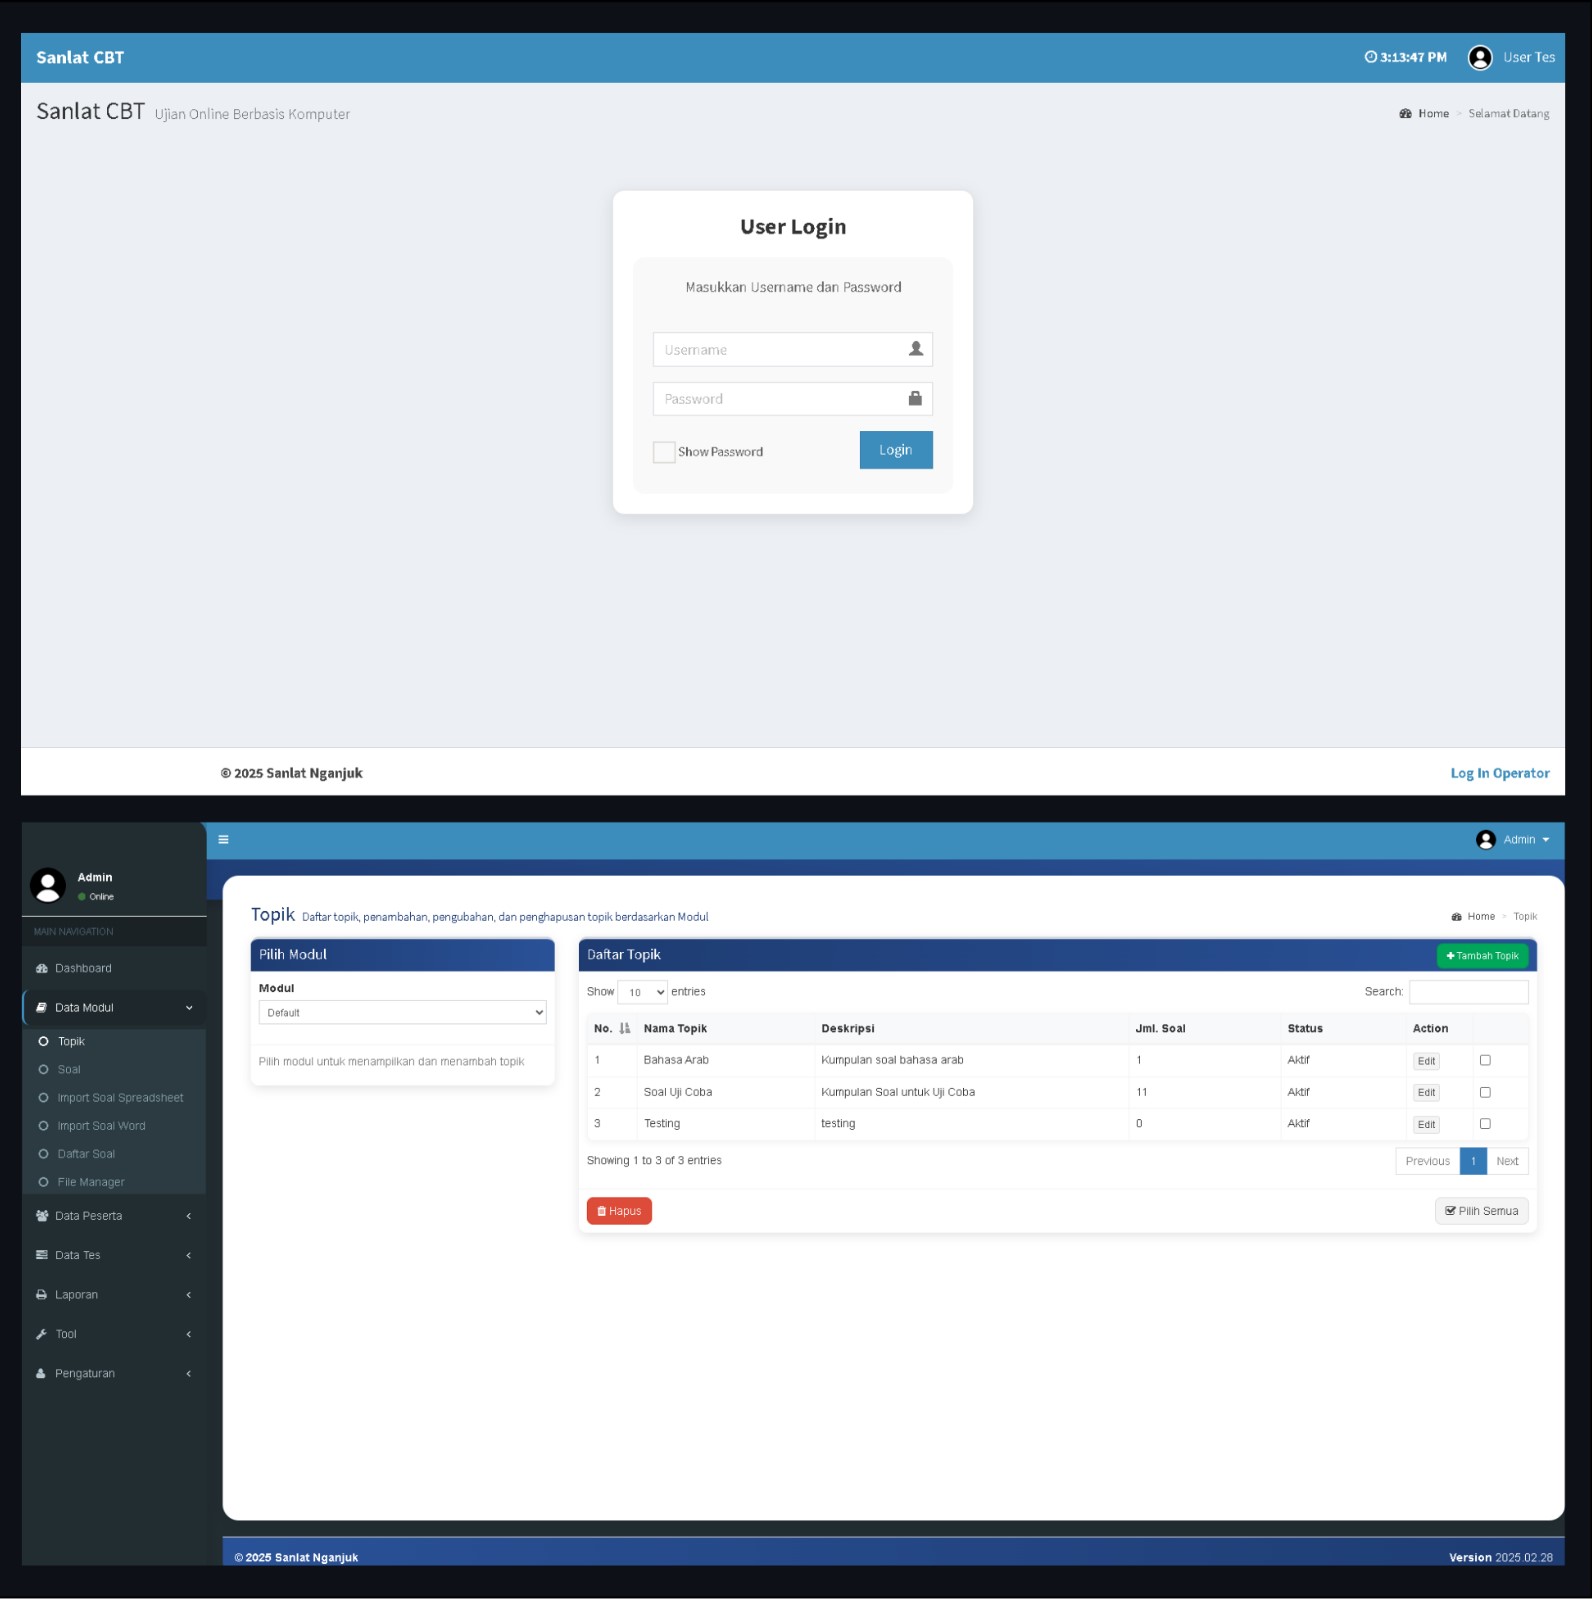 Sanlat CBT
3:13:47 PM
User Tes
Sanlat CBT Ujian Online Berbasis Komputer
Home > Selamat Datang
User Login
Masukkan Username dan Password
Username
Password
Show Password
Login
© 2025 Sanlat Nganjuk
Log In Operator
Admin
Admin
Online
MAIN NAVIGATION
Dashboard
Data Modul
Topik
Soal
Import Soal Spreadsheet
Import Soal Word
Daftar Soal
File Manager
Data Peserta
Data Tes
Laporan
Tool
Pengaturan
Topik Daftar topik, penambahan, pengubahan, dan penghapusan topik berdasarkan Modul
Home > Topik
Pilih Modul
Modul
Default
Pilih modul untuk menampilkan dan menambah topik
Daftar Topik
Tambah Topik
Show 10 entries
Search:
No. Nama Topik Deskripsi Jml. Soal Status Action
1 Bahasa Arab Kumpulan soal bahasa arab 1 Aktif Edit
2 Soal Uji Coba Kumpulan Soal untuk Uji Coba 11 Aktif Edit
3 Testing testing 0 Aktif Edit
Showing 1 to 3 of 3 entries
Previous 1 Next
Hapus
Pilih Semua
© 2025 Sanlat Nganjuk
Version 2025.02.28